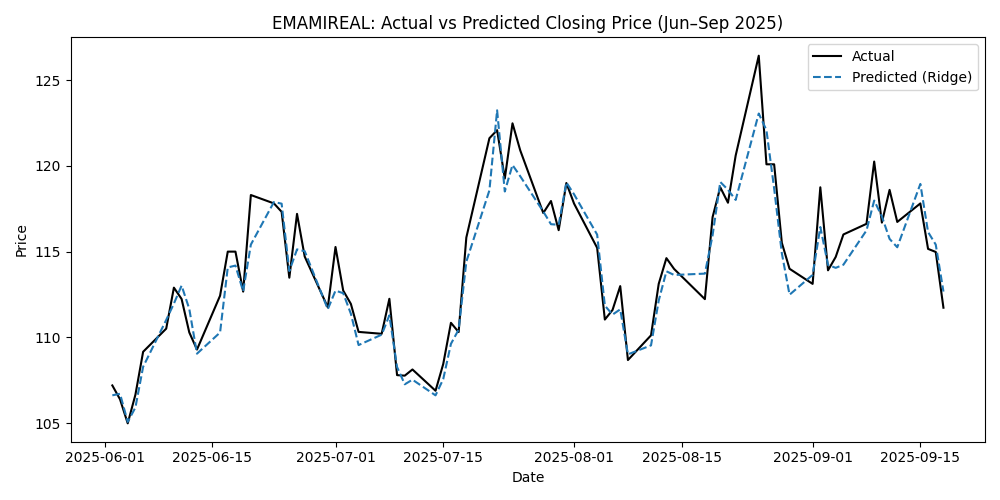 EMAMIREAL: Actual vs Predicted Closing Price (Jun–Sep 2025)
Actual
Predicted (Ridge)
Price
125
120
115
110
105
2025-06-01 2025-06-15 2025-07-01 2025-07-15 2025-08-01 2025-08-15 2025-09-01 2025-09-15
Date